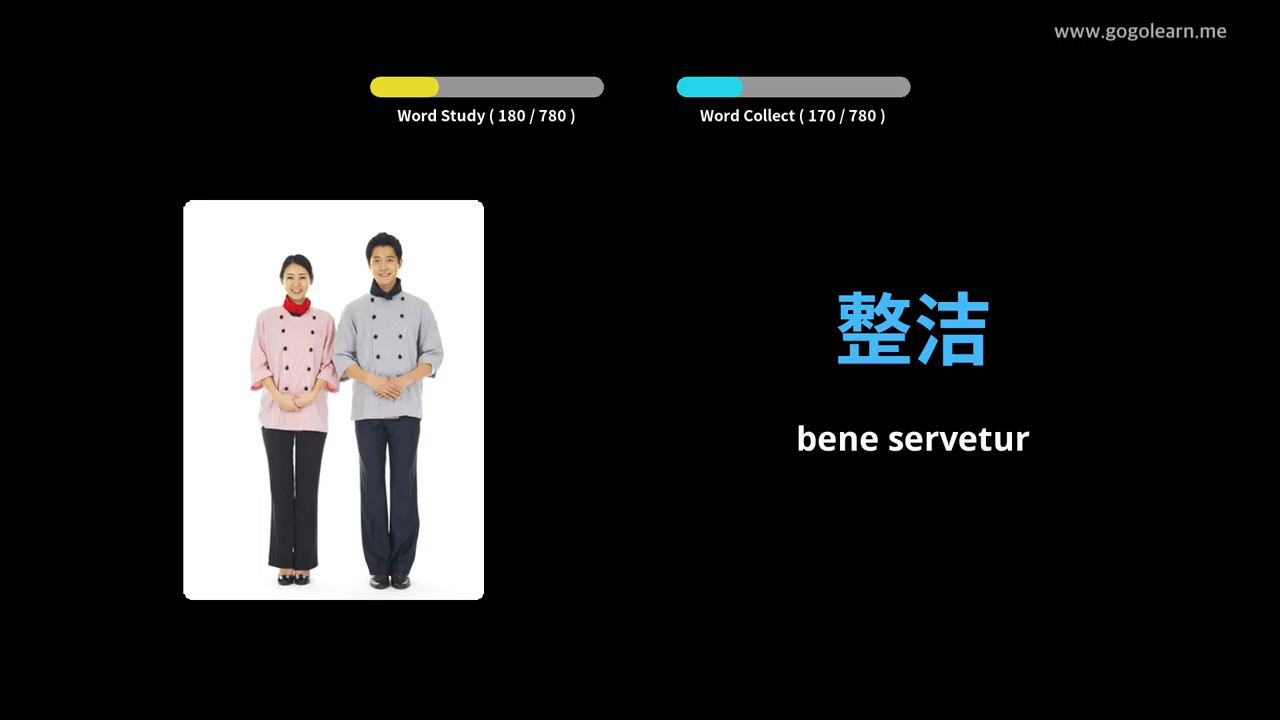 www.gogolearn.me
Word Study ( 180 / 780 )
Word Collect ( 170 / 780 )
整洁
bene servetur